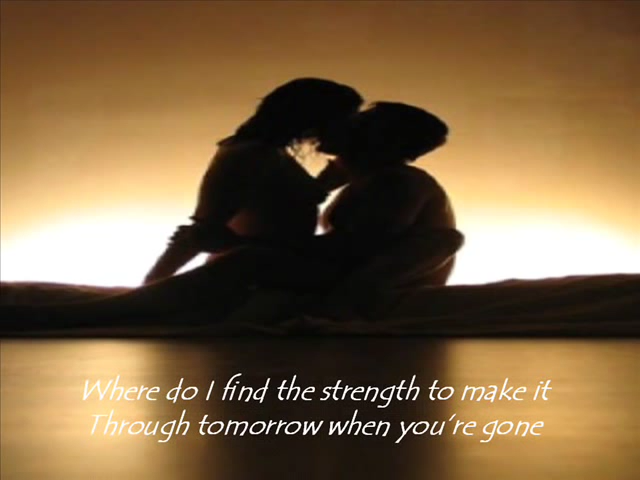 Where do I find the strength to make it
Through tomorrow when you're gone